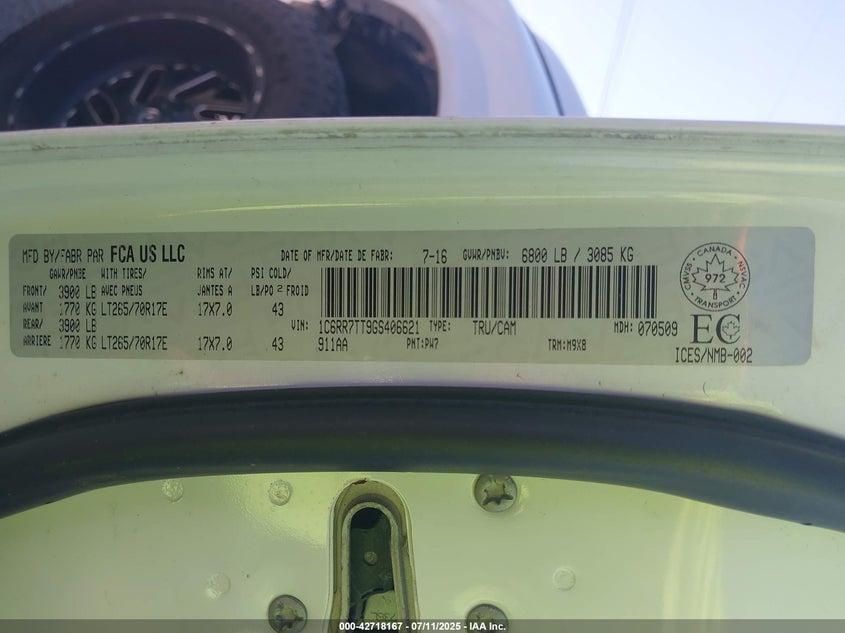 MFD BY/FABR PAR FCA US LLC
DATE OF MFR/DATE DE FABR: 7-16 GVWR/PNBV: 6800 LB / 3085 KG
GAWR/PNBE WITH TIRES/ RIMS AT/ PSI COLD/
FRONT/ 3900 LB AVEC PNEUS JANTES A LB/PO² FROID
AVANT 1770 KG LT265/70R17E 17X7.0 43
REAR/ 3900 LB
ARRIERE 1770 KG LT265/70R17E 17X7.0 43
VIN: 1C6RR7TT9GS406621 TYPE: TRU/CAM MDH: 070509
911AA PNT: PW7 TRM: M9X8
CANADA
CMVSS NSVAC
972
TRANSPORT
EC
ICES/NMB-002
000-42718167 - 07/11/2025 - IAA Inc.